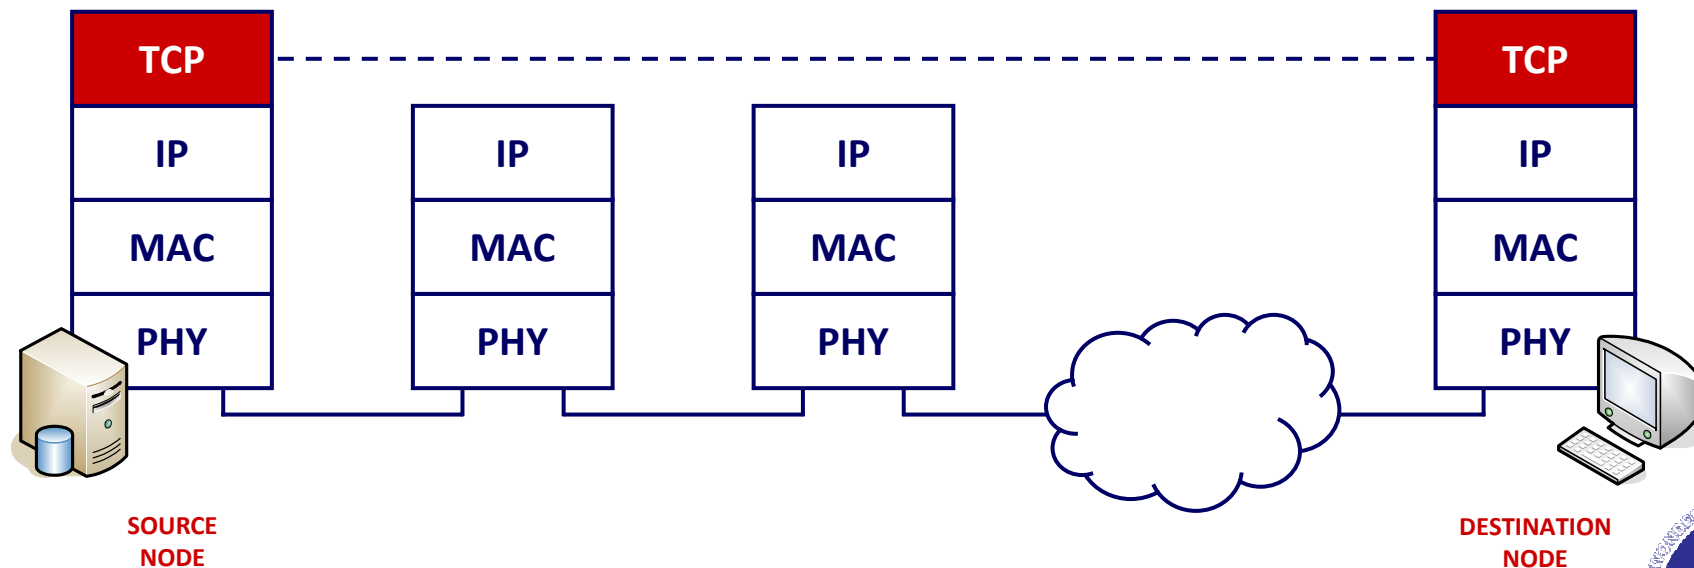 TCP
TCP
IP
IP
IP
IP
MAC
MAC
MAC
MAC
PHY
PHY
PHY
PHY
SOURCE
NODE
DESTINATION
NODE